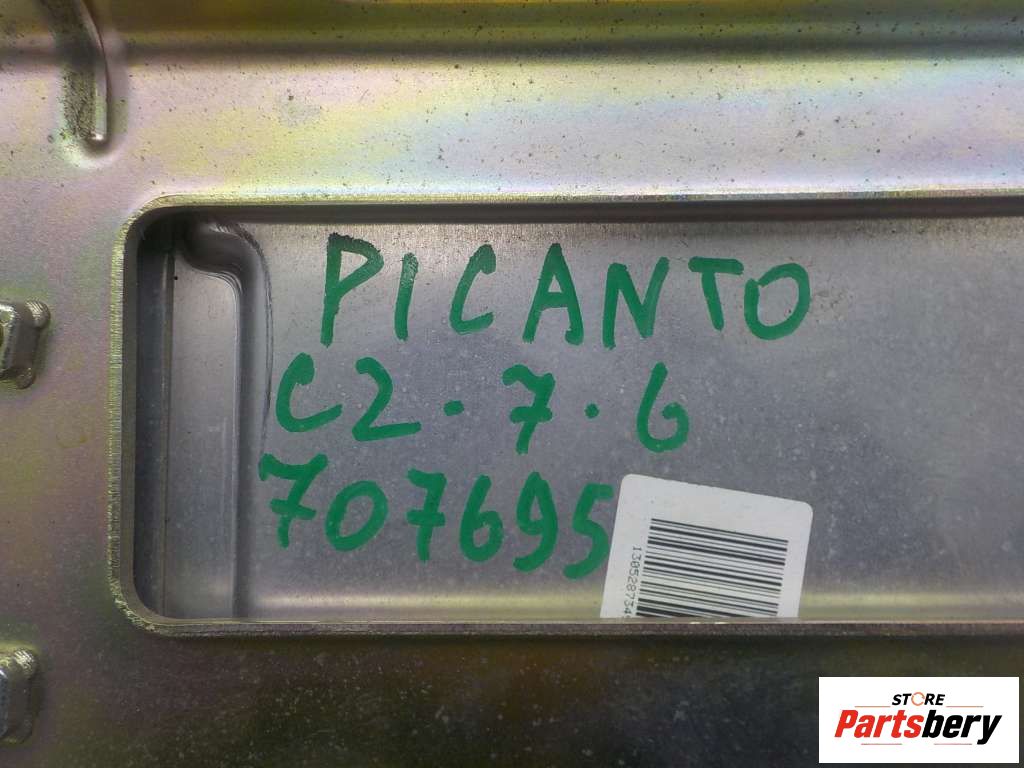 PICANTO
C2.7.6
707695
STORE
Partsbery